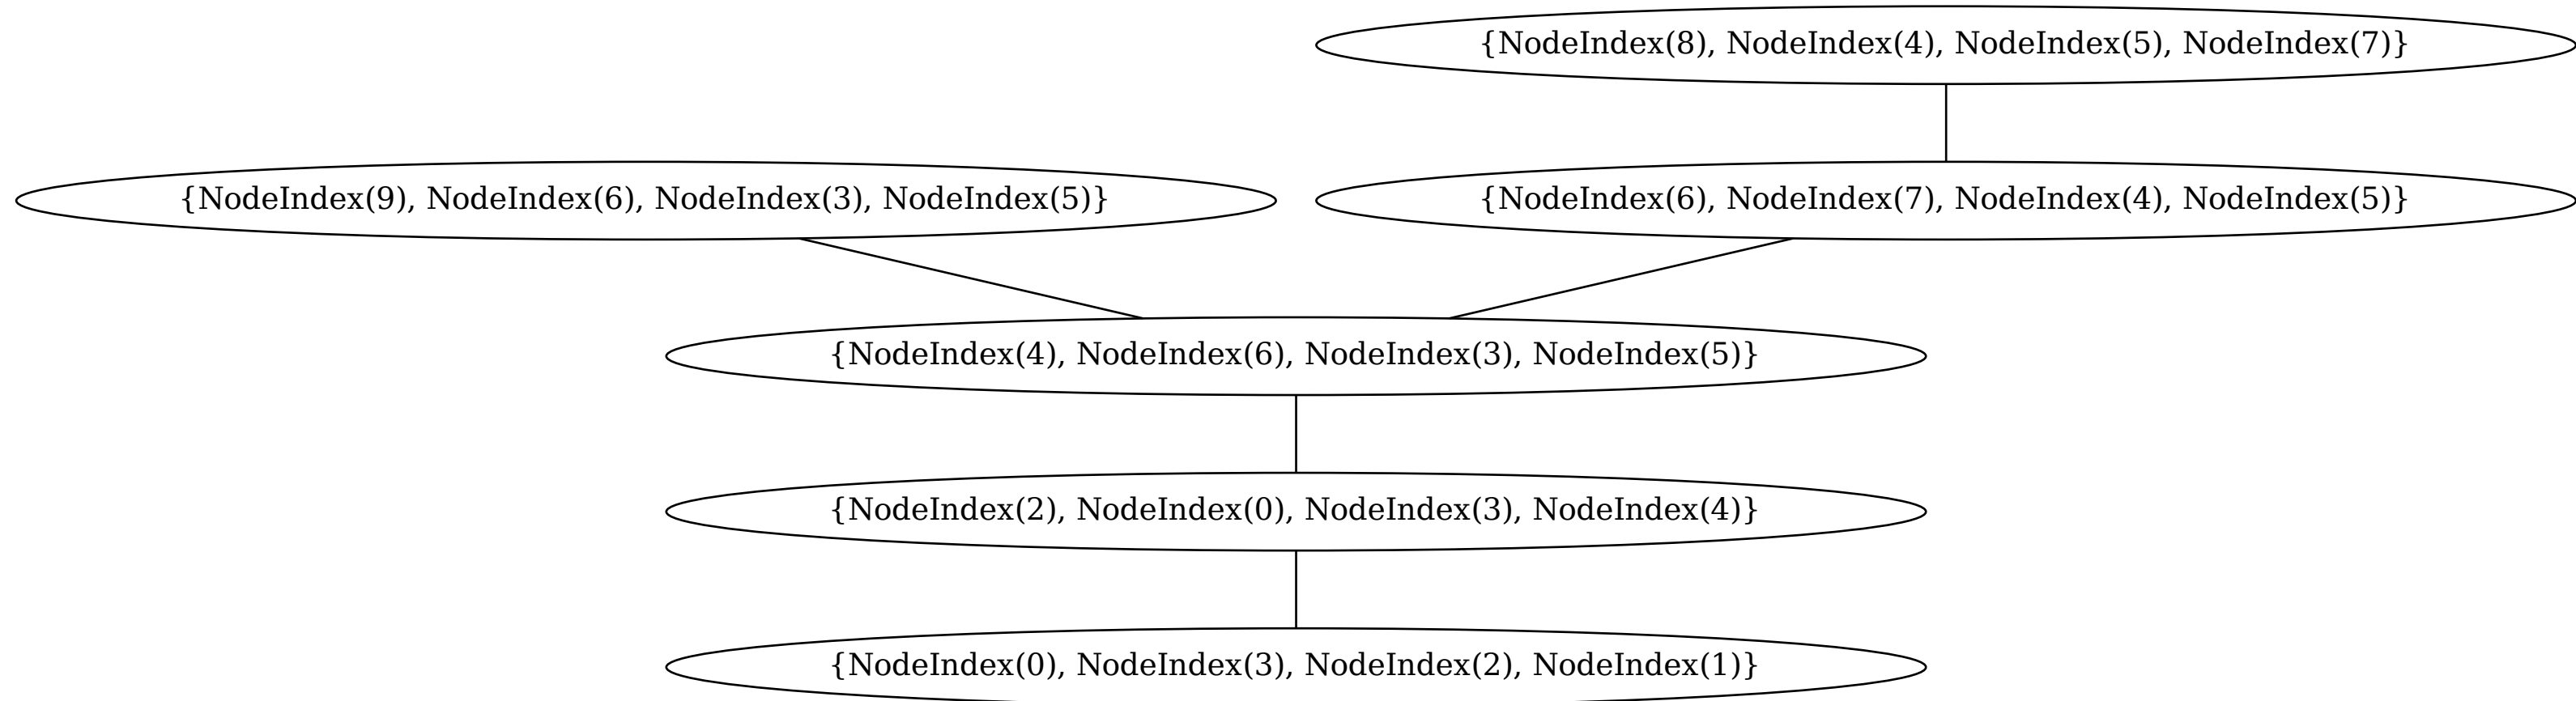 {NodeIndex(8), NodeIndex(4), NodeIndex(5), NodeIndex(7)}
{NodeIndex(9), NodeIndex(6), NodeIndex(3), NodeIndex(5)}
{NodeIndex(6), NodeIndex(7), NodeIndex(4), NodeIndex(5)}
{NodeIndex(4), NodeIndex(6), NodeIndex(3), NodeIndex(5)}
{NodeIndex(2), NodeIndex(0), NodeIndex(3), NodeIndex(4)}
{NodeIndex(0), NodeIndex(3), NodeIndex(2), NodeIndex(1)}